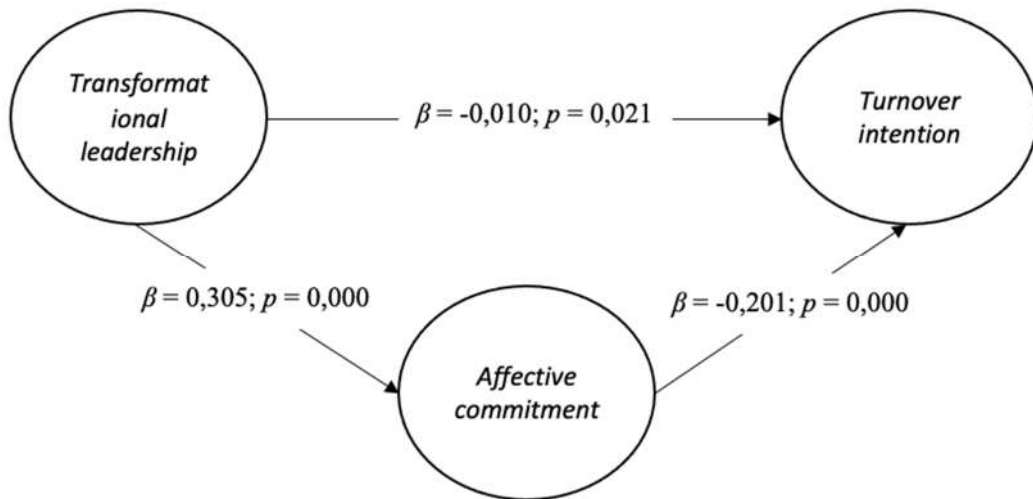 Transformat
ional
leadership
β = -0,010; p = 0,021
Turnover
intention
β = 0,305; p = 0,000
β = -0,201; p = 0,000
Affective
commitment